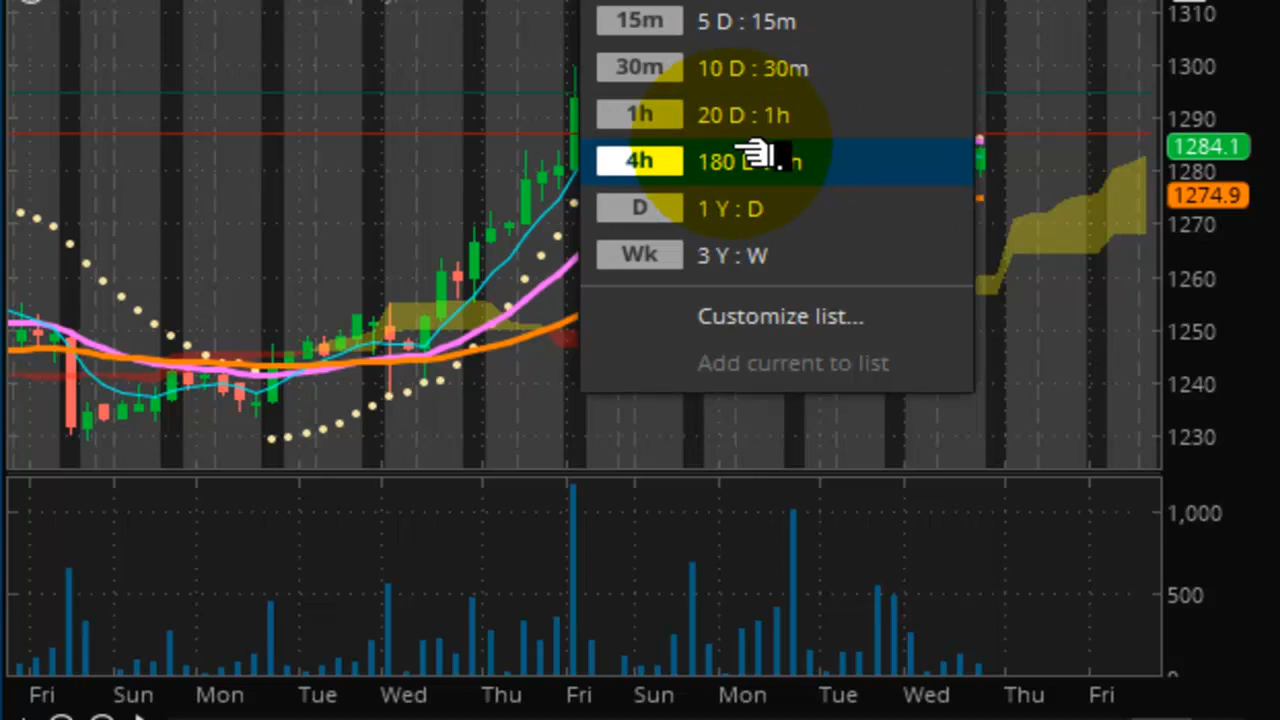 1310
15m 5 D : 15m
1300
30m 10 D : 30m
1290
1h 20 D : 1h
1284.1
4h 180
1280
1274.9
D 1 Y : D
1270
Wk 3 Y : W
1260
Customize list...
1250
Add current to list
1240
1230
1,000
500
Fri Sun Mon Tue Wed Thu Fri Sun Mon Tue Wed Thu Fri